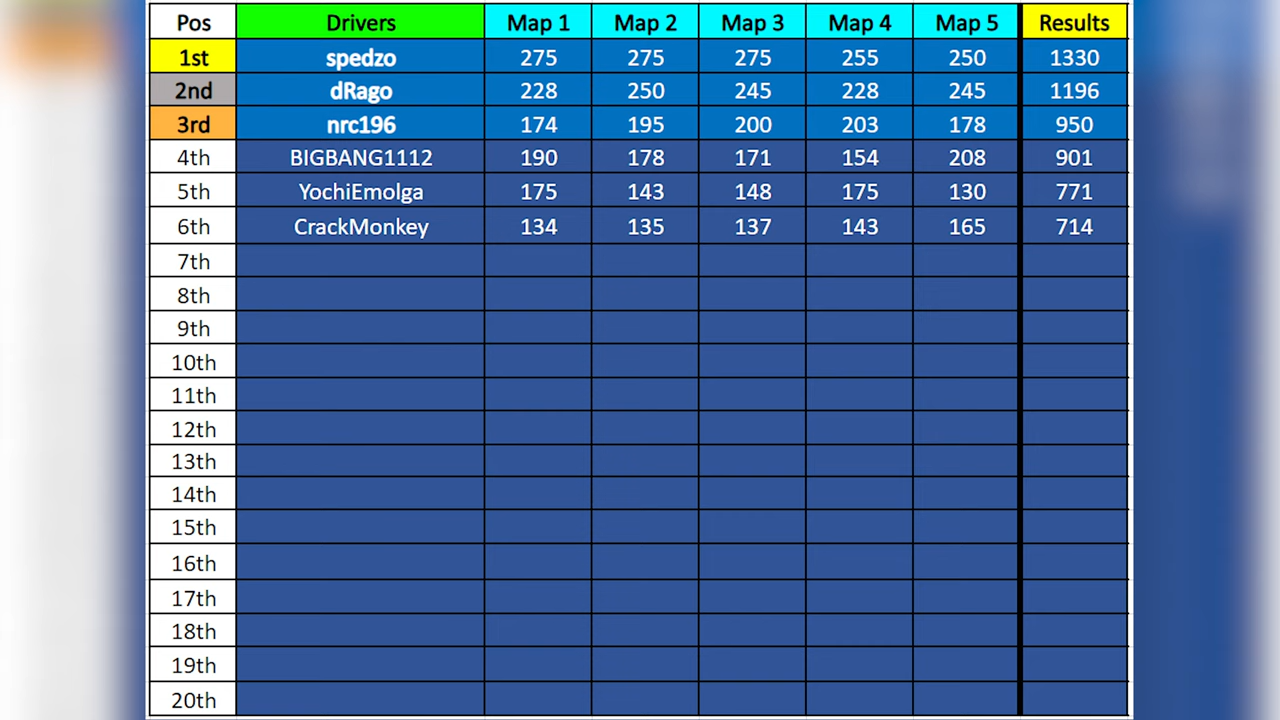 Pos Drivers Map 1 Map 2 Map 3 Map 4 Map 5 Results
1st spedzo 275 275 275 255 250 1330
2nd dRago 228 250 245 228 245 1196
3rd nrc196 174 195 200 203 178 950
4th BIGBANG1112 190 178 171 154 208 901
5th YochiEmolga 175 143 148 175 130 771
6th CrackMonkey 134 135 137 143 165 714
7th
8th
9th
10th
11th
12th
13th
14th
15th
16th
17th
18th
19th
20th